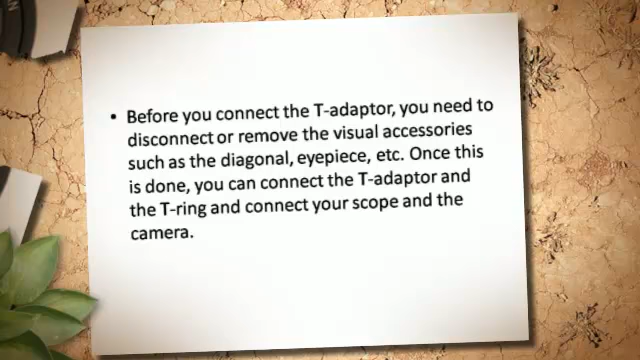 • Before you connect the T-adaptor, you need to
disconnect or remove the visual accessories
such as the diagonal, eyepiece, etc. Once this
is done, you can connect the T-adaptor and
the T-ring and connect your scope and the
camera.